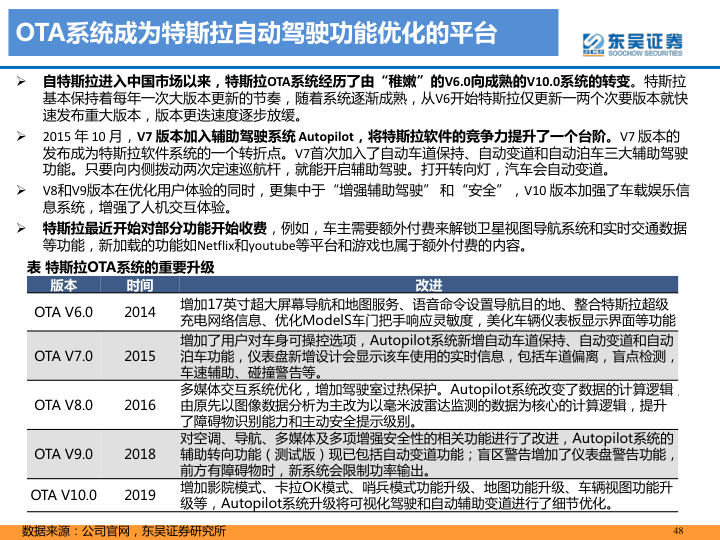 OTA系统成为特斯拉自动驾驶功能优化的平台
东吴证券
SCS SOOCHOW SECURITIES
➢ 自特斯拉进入中国市场以来，特斯拉OTA系统经历了由“稚嫩”的V6.0向成熟的V10.0系统的转变。特斯拉
基本保持着每年一次大版本更新的节奏，随着系统逐渐成熟，从V6开始特斯拉仅更新一两个次要版本就快
速发布重大版本，版本更迭速度逐步放缓。
➢ 2015 年 10 月，V7 版本加入辅助驾驶系统 Autopilot，将特斯拉软件的竞争力提升了一个台阶。V7 版本的
发布成为特斯拉软件系统的一个转折点。V7首次加入了自动车道保持、自动变道和自动泊车三大辅助驾驶
功能。只要向内侧拨动两次定速巡航杆，就能开启辅助驾驶。打开转向灯，汽车会自动变道。
➢ V8和V9版本在优化用户体验的同时，更集中于“增强辅助驾驶” 和“安全”，V10 版本加强了车载娱乐信
息系统，增强了人机交互体验。
➢ 特斯拉最近开始对部分功能开始收费，例如，车主需要额外付费来解锁卫星视图导航系统和实时交通数据
等功能，新加载的功能如Netflix和youtube等平台和游戏也属于额外付费的内容。
表 特斯拉OTA系统的重要升级
版本 时间 改进
OTA V6.0 2014 增加17英寸超大屏幕导航和地图服务、语音命令设置导航目的地、整合特斯拉超级
充电网络信息、优化ModelS车门把手响应灵敏度，美化车辆仪表板显示界面等功能
OTA V7.0 2015 增加了用户对车身可操控选项，Autopilot系统新增自动车道保持、自动变道和自动
泊车功能，仪表盘新增设计会显示该车使用的实时信息，包括车道偏离，盲点检测，
车速辅助、碰撞警告等。
OTA V8.0 2016 多媒体交互系统优化，增加驾驶室过热保护。Autopilot系统改变了数据的计算逻辑，
由原先以图像数据分析为主改为以毫米波雷达监测的数据为核心的计算逻辑，提升
了障碍物识别能力和主动安全提示级别。
OTA V9.0 2018 对空调、导航、多媒体及多项增强安全性的相关功能进行了改进，Autopilot系统的
辅助转向功能（测试版）现已包括自动变道功能；盲区警告增加了仪表盘警告功能，
前方有障碍物时，新系统会限制功率输出。
OTA V10.0 2019 增加影院模式、卡拉OK模式、哨兵模式功能升级、地图功能升级、车辆视图功能升
级等，Autopilot系统升级将可视化驾驶和自动辅助变道进行了细节优化。
数据来源：公司官网，东吴证券研究所
48